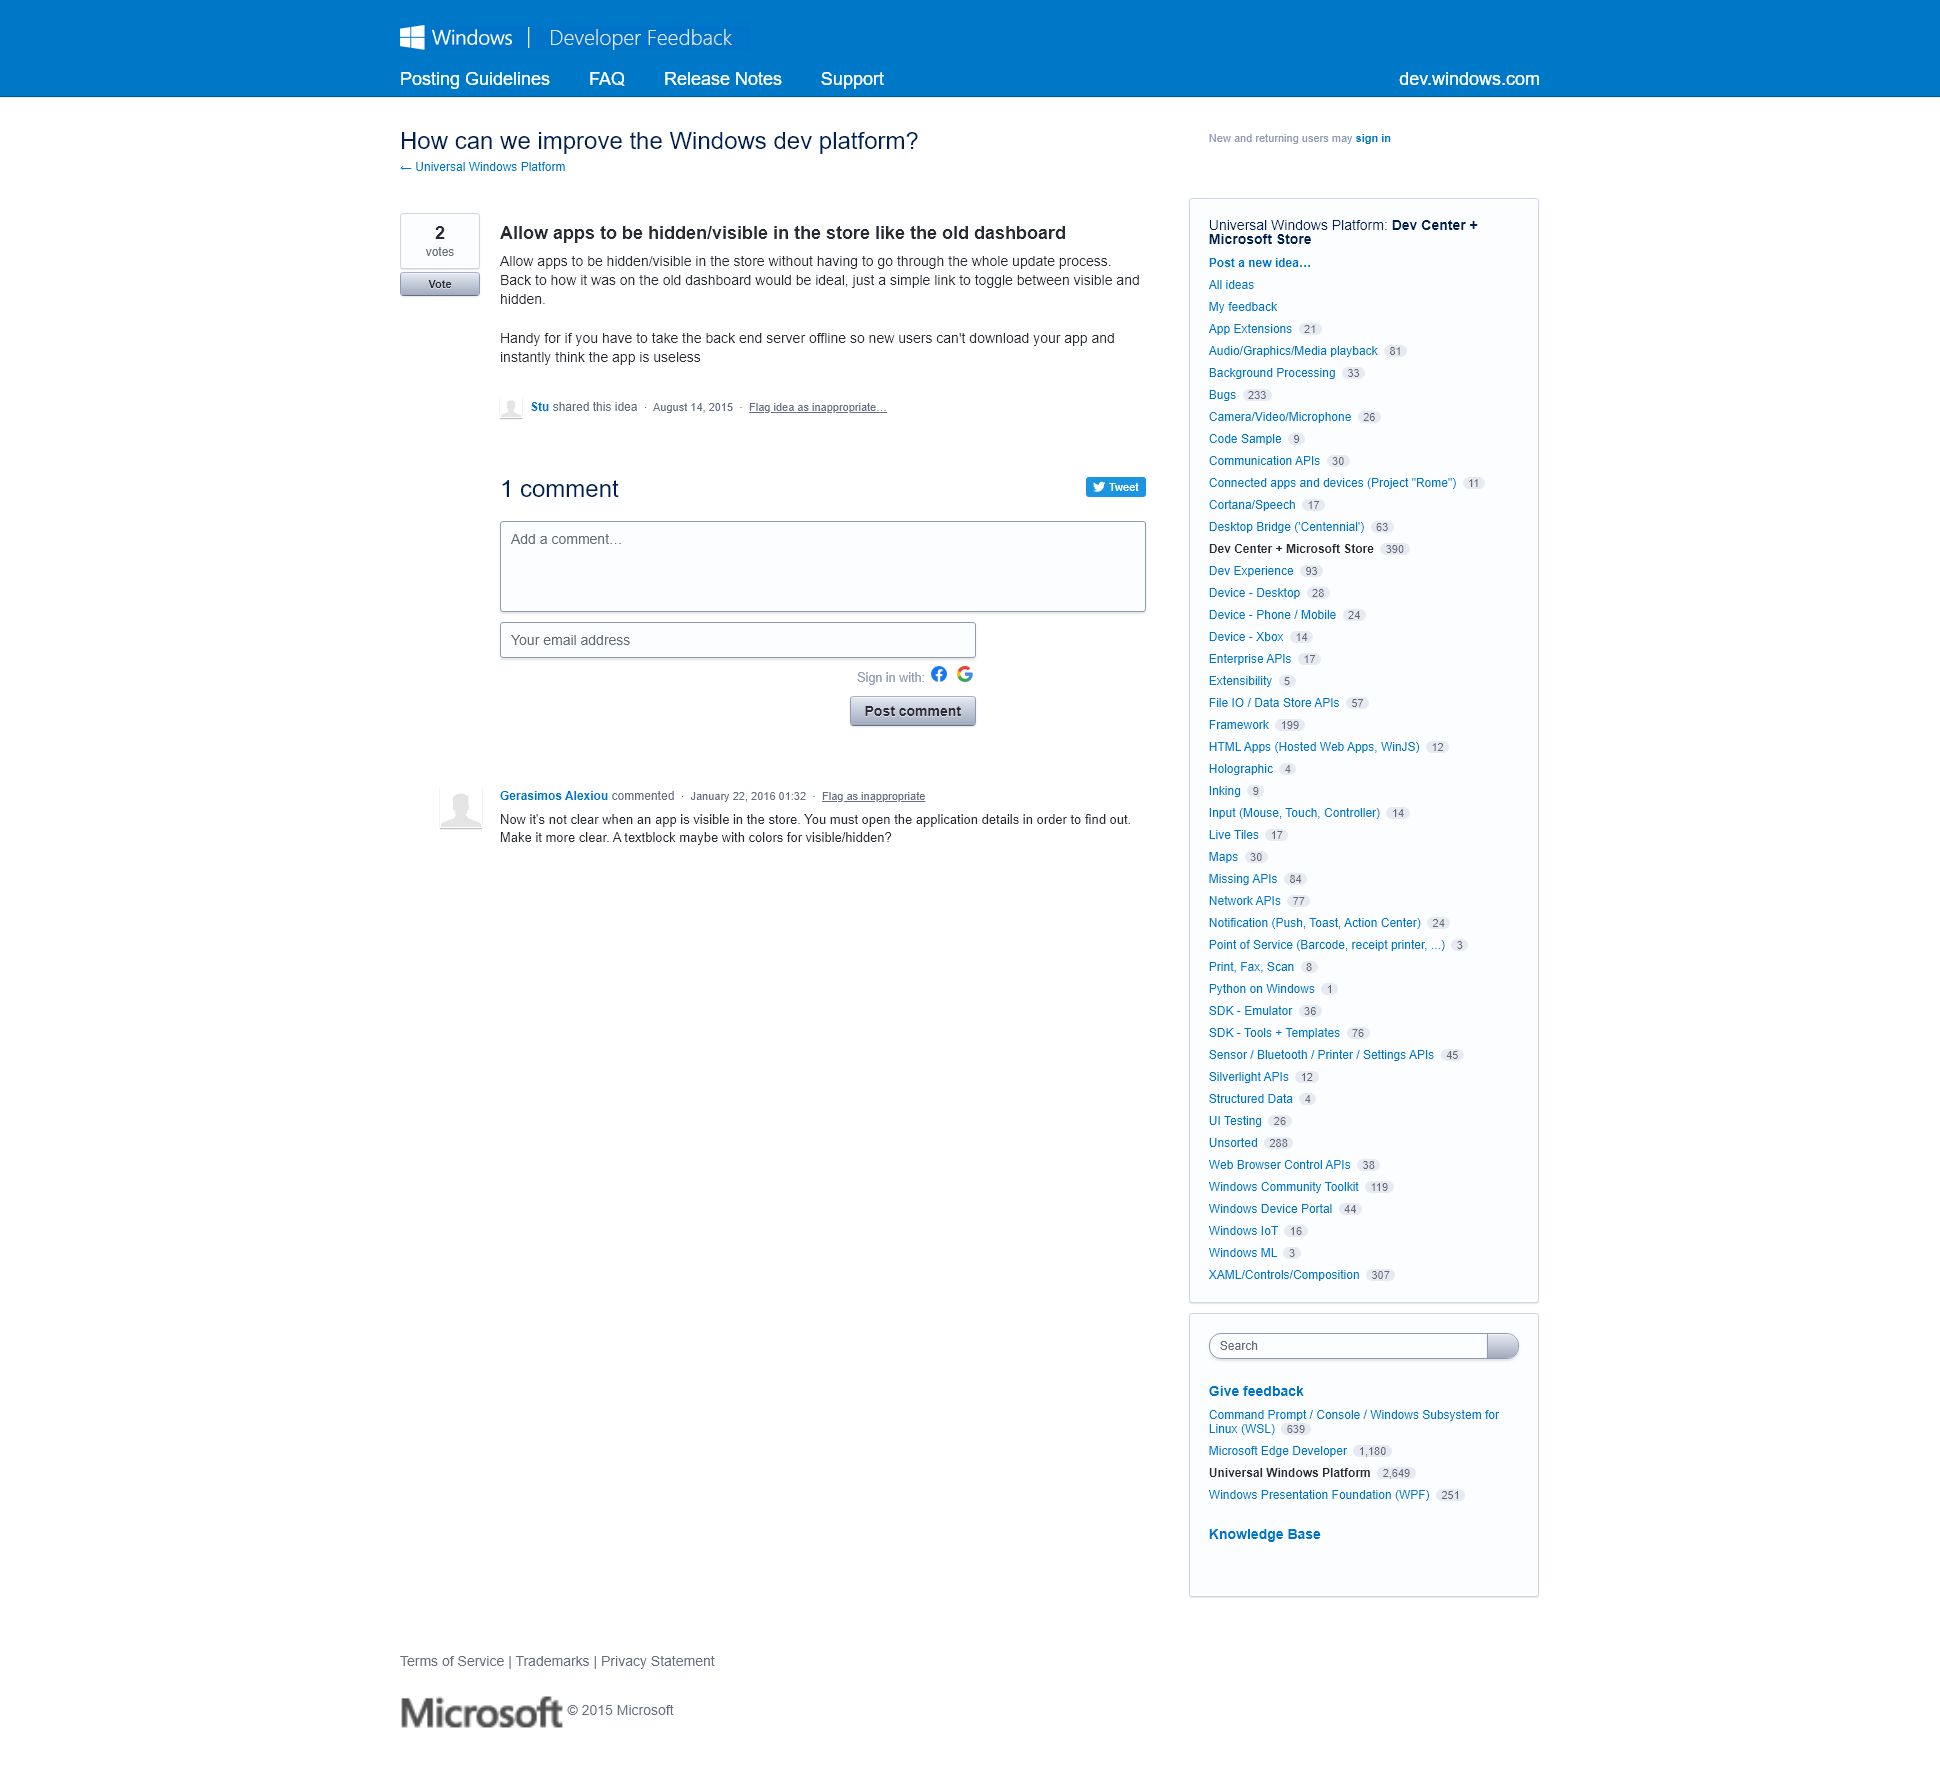 Windows | Developer Feedback
Posting Guidelines FAQ Release Notes Support dev.windows.com
How can we improve the Windows dev platform?
← Universal Windows Platform
New and returning users may sign in
2
votes
Vote
Allow apps to be hidden/visible in the store like the old dashboard
Allow apps to be hidden/visible in the store without having to go through the whole update process.
Back to how it was on the old dashboard would be ideal, just a simple link to toggle between visible and
hidden.
Handy for if you have to take the back end server offline so new users can't download your app and
instantly think the app is useless
Stu shared this idea · August 14, 2015 · Flag idea as inappropriate…
1 comment
Tweet
Add a comment…
Your email address
Sign in with:
Post comment
Gerasimos Alexiou commented · January 22, 2016 01:32 · Flag as inappropriate
Now it's not clear when an app is visible in the store. You must open the application details in order to find out.
Make it more clear. A textblock maybe with colors for visible/hidden?
Universal Windows Platform: Dev Center +
Microsoft Store
Post a new idea…
All ideas
My feedback
App Extensions 21
Audio/Graphics/Media playback 81
Background Processing 33
Bugs 233
Camera/Video/Microphone 26
Code Sample 9
Communication APIs 30
Connected apps and devices (Project "Rome") 11
Cortana/Speech 17
Desktop Bridge ('Centennial') 63
Dev Center + Microsoft Store 390
Dev Experience 93
Device - Desktop 28
Device - Phone / Mobile 24
Device - Xbox 14
Enterprise APIs 17
Extensibility 5
File IO / Data Store APIs 57
Framework 199
HTML Apps (Hosted Web Apps, WinJS) 12
Holographic 4
Inking 9
Input (Mouse, Touch, Controller) 14
Live Tiles 17
Maps 30
Missing APIs 84
Network APIs 77
Notification (Push, Toast, Action Center) 24
Point of Service (Barcode, receipt printer, ...) 3
Print, Fax, Scan 8
Python on Windows 1
SDK - Emulator 36
SDK - Tools + Templates 76
Sensor / Bluetooth / Printer / Settings APIs 45
Silverlight APIs 12
Structured Data 4
UI Testing 26
Unsorted 288
Web Browser Control APIs 38
Windows Community Toolkit 119
Windows Device Portal 44
Windows IoT 16
Windows ML 3
XAML/Controls/Composition 307
Search
Give feedback
Command Prompt / Console / Windows Subsystem for
Linux (WSL) 639
Microsoft Edge Developer 1,180
Universal Windows Platform 2,649
Windows Presentation Foundation (WPF) 251
Knowledge Base
Terms of Service | Trademarks | Privacy Statement
Microsoft © 2015 Microsoft